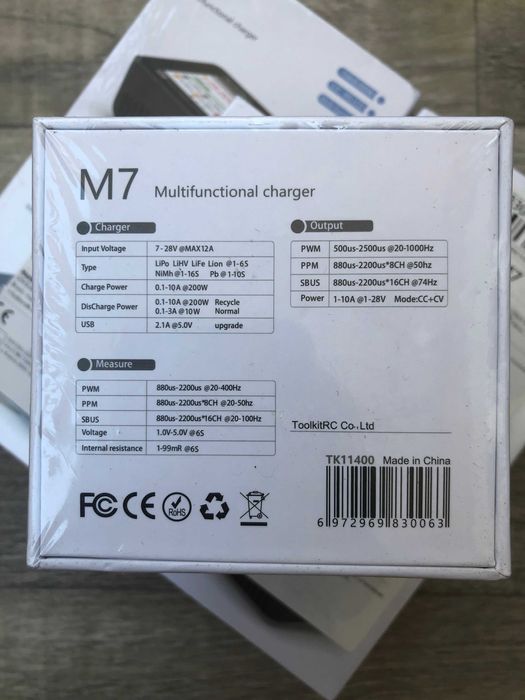 nctional charger
M7 Multifunctional charger
Charger
Input Voltage 7-28V @MAX12A
Type LiPo LiHV LiFe Lion @1-6S
NiMh @1-16S Pb @1-10S
Charge Power 0.1-10A @200W
DisCharge Power 0.1-10A @200W Recycle
0.1-3A @10W Normal
USB 2.1A @5.0V upgrade
Output
PWM 500us-2500us @20-1000Hz
PPM 880us-2200us*8CH @50hz
SBUS 880us-2200us*16CH @74Hz
Power 1-10A @1-28V Mode:CC+CV
Measure
PWM 880us-2200us @20-400Hz
PPM 880us-2200us*8CH @20-50hz
SBUS 880us-2200us*16CH @20-100Hz
Voltage 1.0V-5.0V @6S
Internal resistance 1-99mR @6S
ToolkitRC Co., Ltd
TK11400 Made in China
FC CE RoHS
6 972969 830063